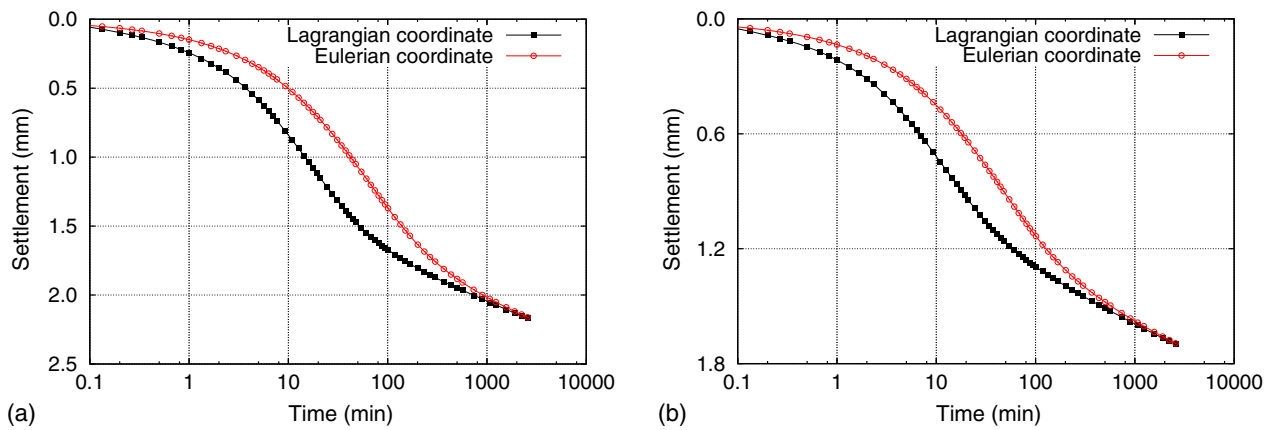 0.0
0.5
1.0
1.5
2.0
2.5
Settlement (mm)
Lagrangian coordinate
Eulerian coordinate
0.1 1 10 100 1000 10000
Time (min)
(a)
0.0
0.6
1.2
1.8
Settlement (mm)
Lagrangian coordinate
Eulerian coordinate
0.1 1 10 100 1000 10000
Time (min)
(b)